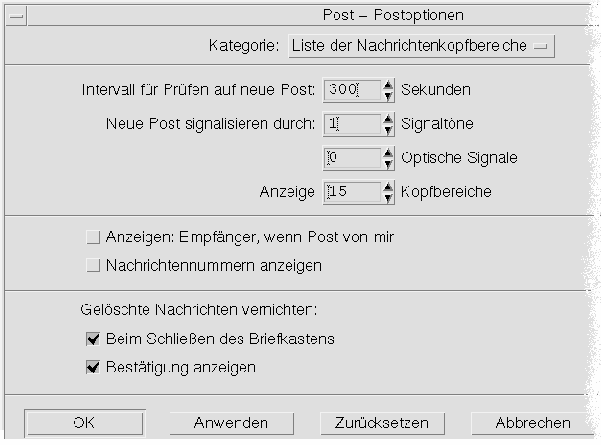 Post – Postoptionen
Kategorie: Liste der Nachrichtenkopfbereiche
Intervall für Prüfen auf neue Post: 300 Sekunden
Neue Post signalisieren durch: 1 Signaltöne
0 Optische Signale
Anzeige 15 Kopfbereiche
Anzeigen: Empfänger, wenn Post von mir
Nachrichtennummern anzeigen
Gelöschte Nachrichten vernichten:
Beim Schließen des Briefkastens
Bestätigung anzeigen
OK Anwenden Zurücksetzen Abbrechen